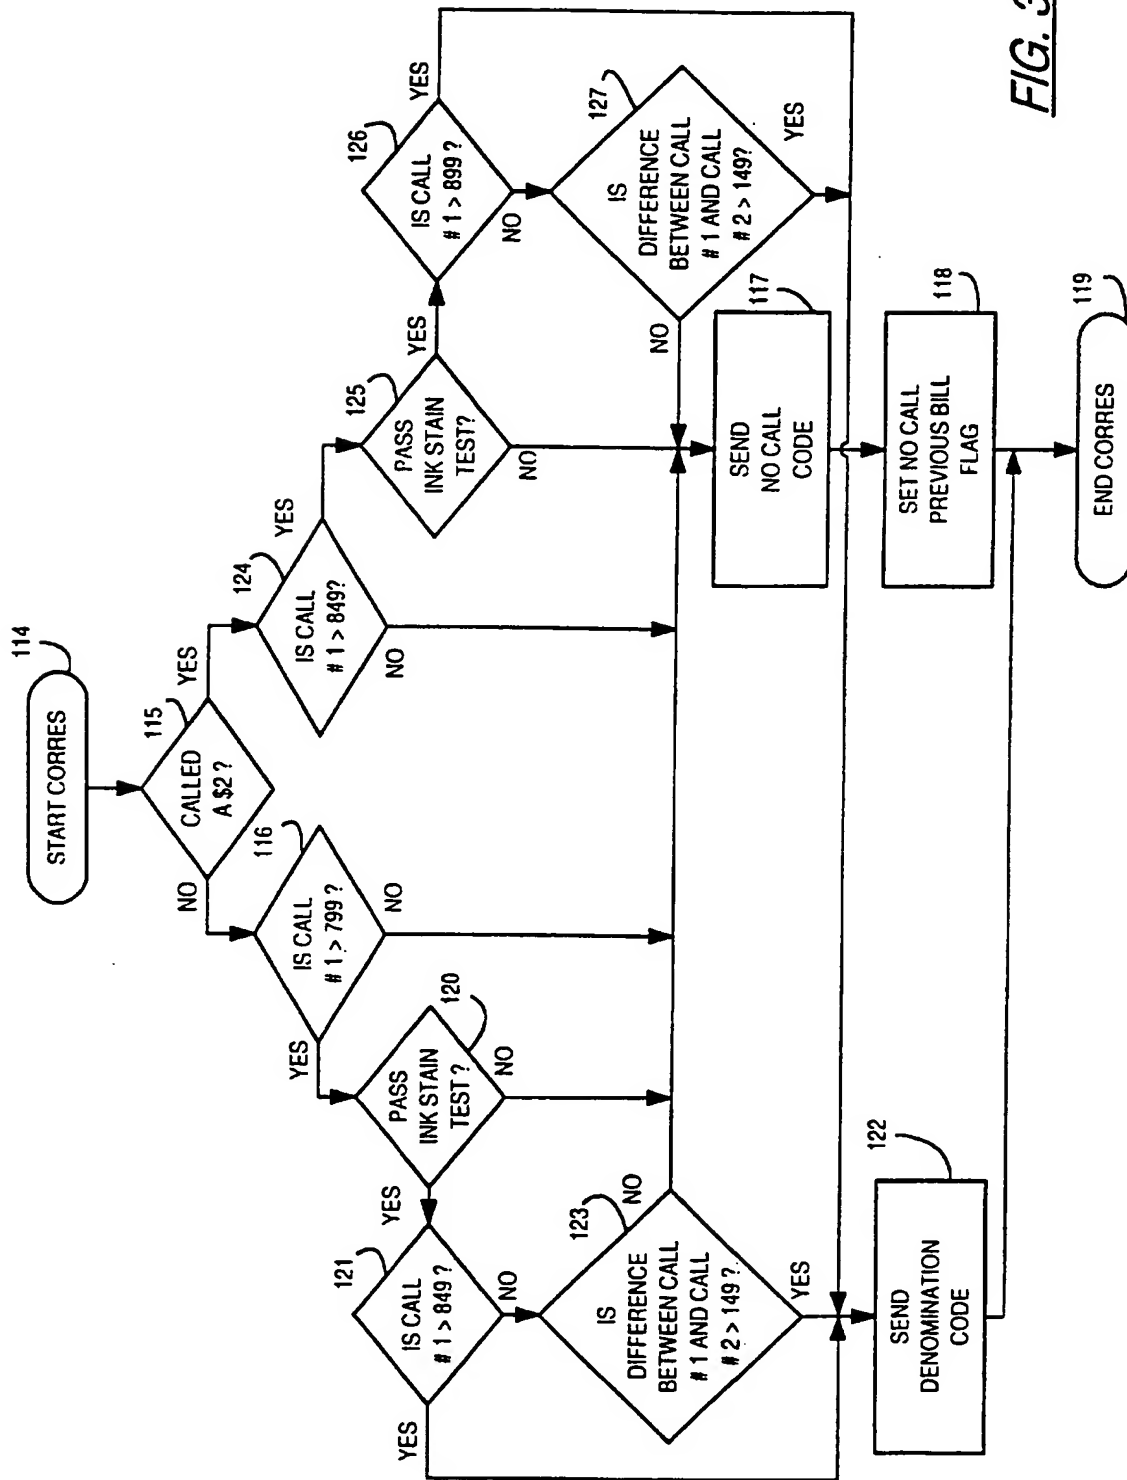 START CORRES
114
CALLED
A $2 ?
115
NO
YES
IS CALL
# 1 > 799 ?
116
YES
NO
IS CALL
# 1 > 849?
124
YES
NO
PASS
INK STAIN
TEST ?
120
YES
NO
PASS
INK STAIN
TEST?
125
YES
NO
IS CALL
# 1 > 849 ?
121
YES
NO
IS CALL
# 1 > 899 ?
126
YES
NO
IS
DIFFERENCE
BETWEEN CALL
# 1 AND CALL
# 2 > 149 ?
123
NO
YES
IS
DIFFERENCE
BETWEEN CALL
# 1 AND CALL
# 2 > 149?
127
NO
YES
SEND
NO CALL
CODE
117
SEND
DENOMINATION
CODE
122
SET NO CALL
PREVIOUS BILL
FLAG
118
END CORRES
119
FIG. 3